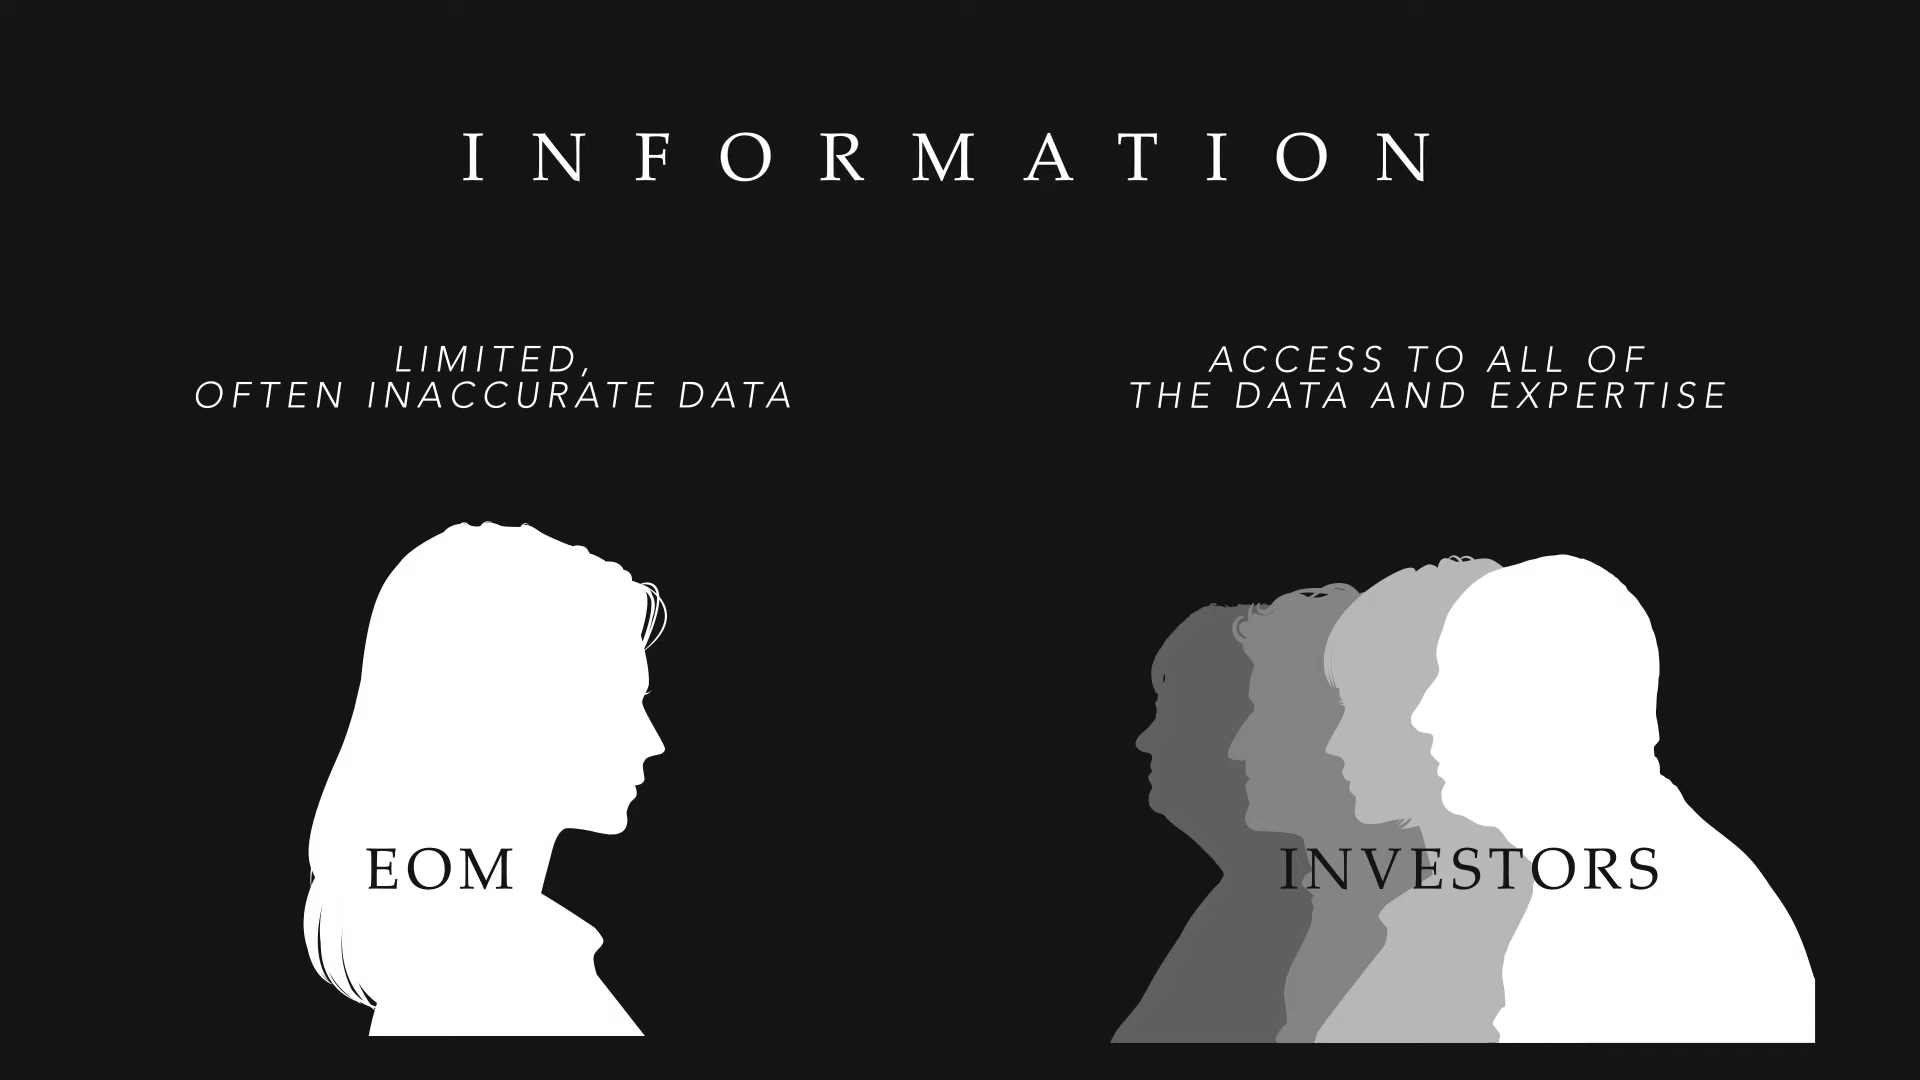 INFORMATION
LIMITED,
OFTEN INACCURATE DATA
ACCESS TO ALL OF
THE DATA AND EXPERTISE
EOM
INVESTORS